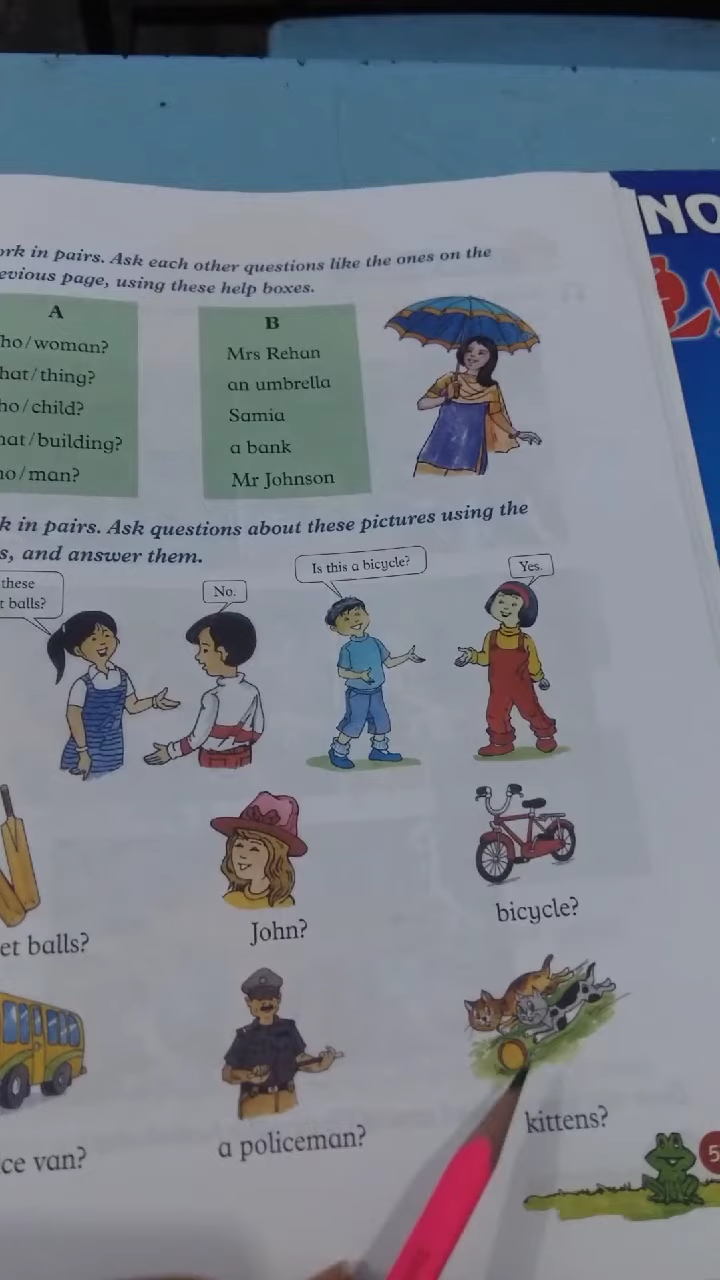 ork in pairs. Ask each other questions like the ones on the
evious page, using these help boxes.
A
ho/woman?
hat/thing?
ho/child?
hat/building?
ho/man?
B
Mrs Rehan
an umbrella
Samia
a bank
Mr Johnson
k in pairs. Ask questions about these pictures using the
s, and answer them.
these
t balls?
No.
Is this a bicycle?
Yes.
et balls?
John?
bicycle?
ce van?
a policeman?
kittens?
5
NO